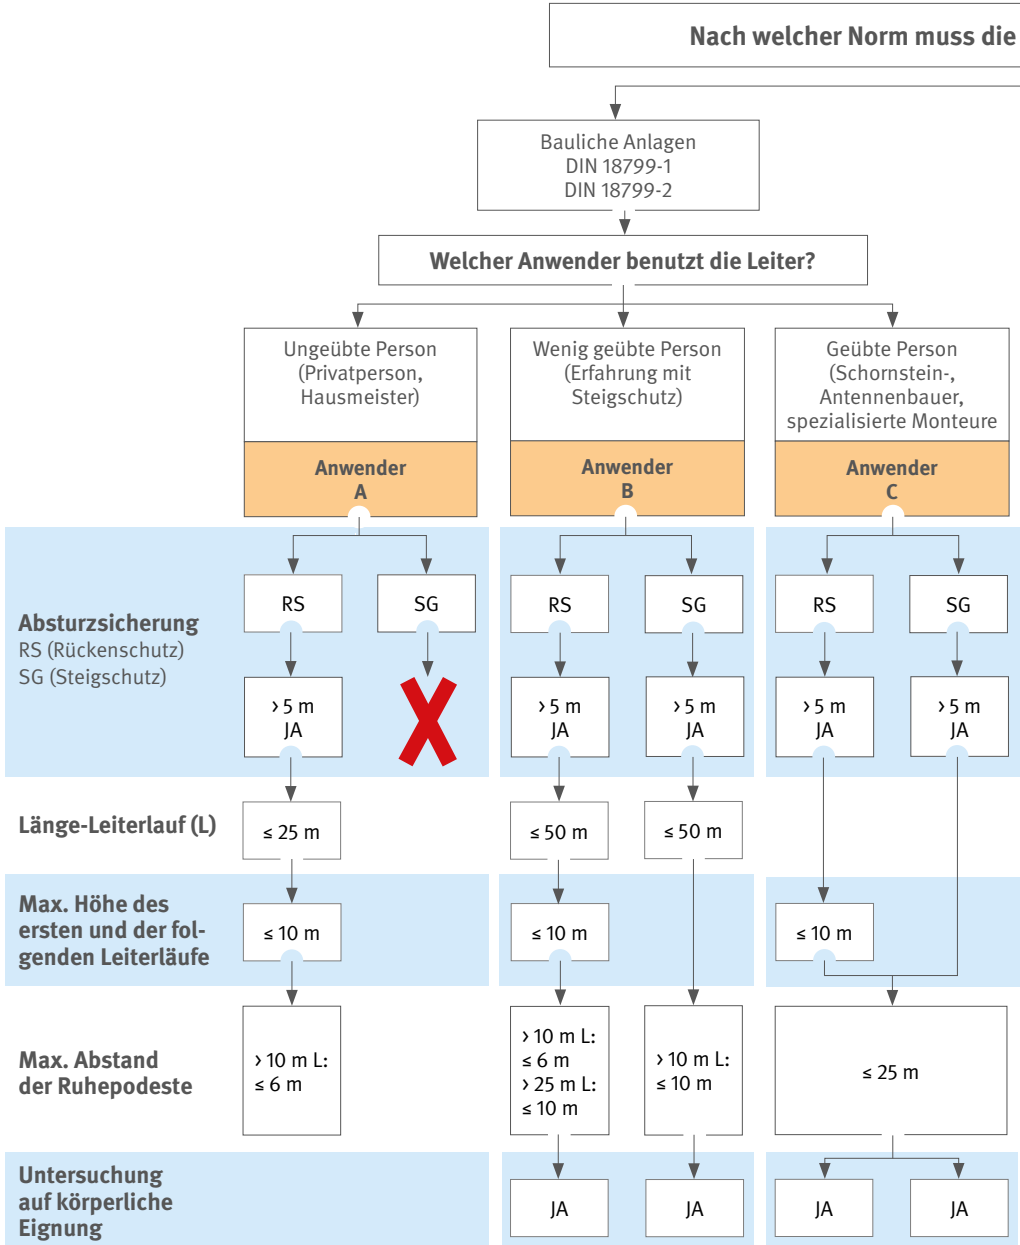 Nach welcher Norm muss die
Bauliche Anlagen
DIN 18799-1
DIN 18799-2
Welcher Anwender benutzt die Leiter?
Ungeübte Person
(Privatperson,
Hausmeister)
Anwender
A
Wenig geübte Person
(Erfahrung mit
Steigschutz)
Anwender
B
Geübte Person
(Schornstein-,
Antennenbauer,
spezialisierte Monteure
Anwender
C
Absturzsicherung
RS (Rückenschutz)
SG (Steigschutz)
RS
SG
RS
SG
RS
SG
> 5 m
JA
> 5 m
JA
> 5 m
JA
> 5 m
JA
> 5 m
JA
Länge-Leiterlauf (L)
≤ 25 m
≤ 50 m
≤ 50 m
Max. Höhe des
ersten und der fol-
genden Leiterläufe
≤ 10 m
≤ 10 m
≤ 10 m
Max. Abstand
der Ruhepodeste
> 10 m L:
≤ 6 m
> 10 m L:
≤ 6 m
> 25 m L:
≤ 10 m
> 10 m L:
≤ 10 m
≤ 25 m
Untersuchung
auf körperliche
Eignung
JA
JA
JA
JA